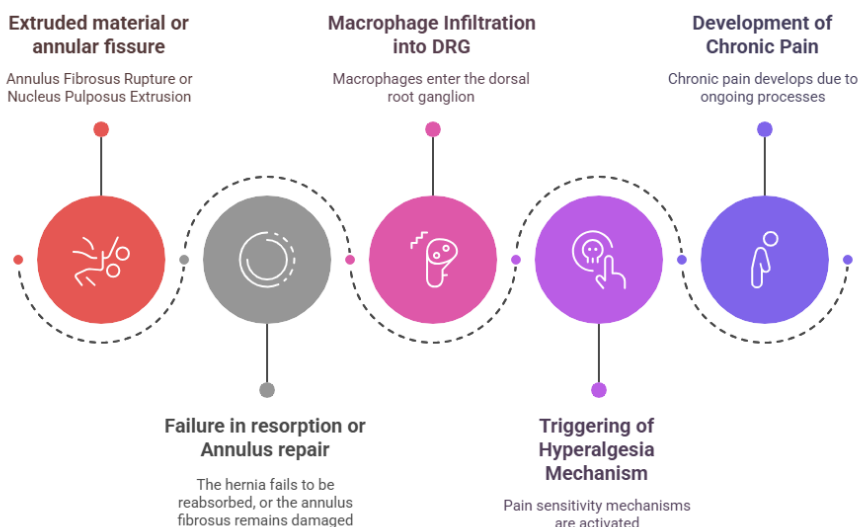 Extruded material or
annular fissure
Annulus Fibrosus Rupture or
Nucleus Pulposus Extrusion
Failure in resorption or
Annulus repair
The hernia fails to be
reabsorbed, or the annulus
fibrosus remains damaged
Macrophage Infiltration
into DRG
Macrophages enter the dorsal
root ganglion
Triggering of
Hyperalgesia
Mechanism
Pain sensitivity mechanisms
are activated
Development of
Chronic Pain
Chronic pain develops due to
ongoing processes